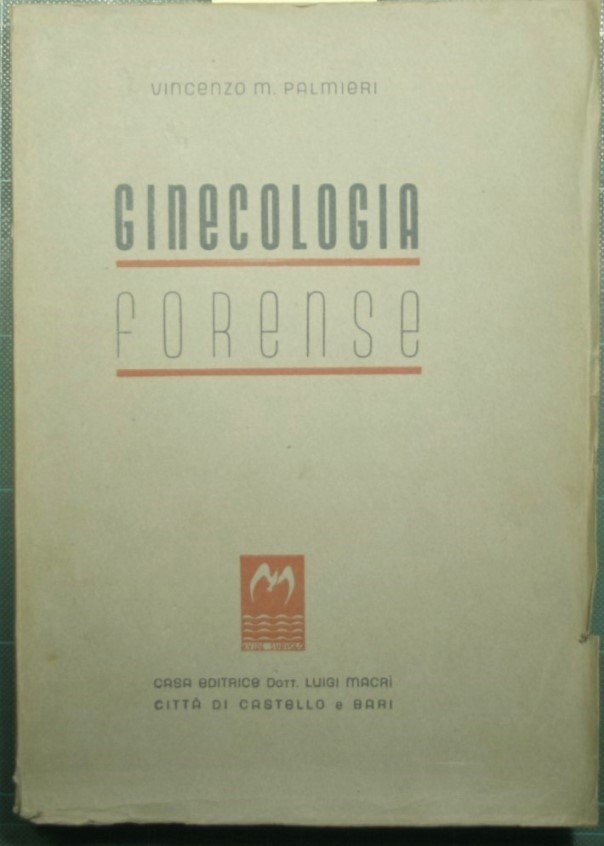 Vincenzo M. Palmieri
Ginecologia
Forense
Casa Editrice Dott. Luigi Macrì
Città di Castello e Bari